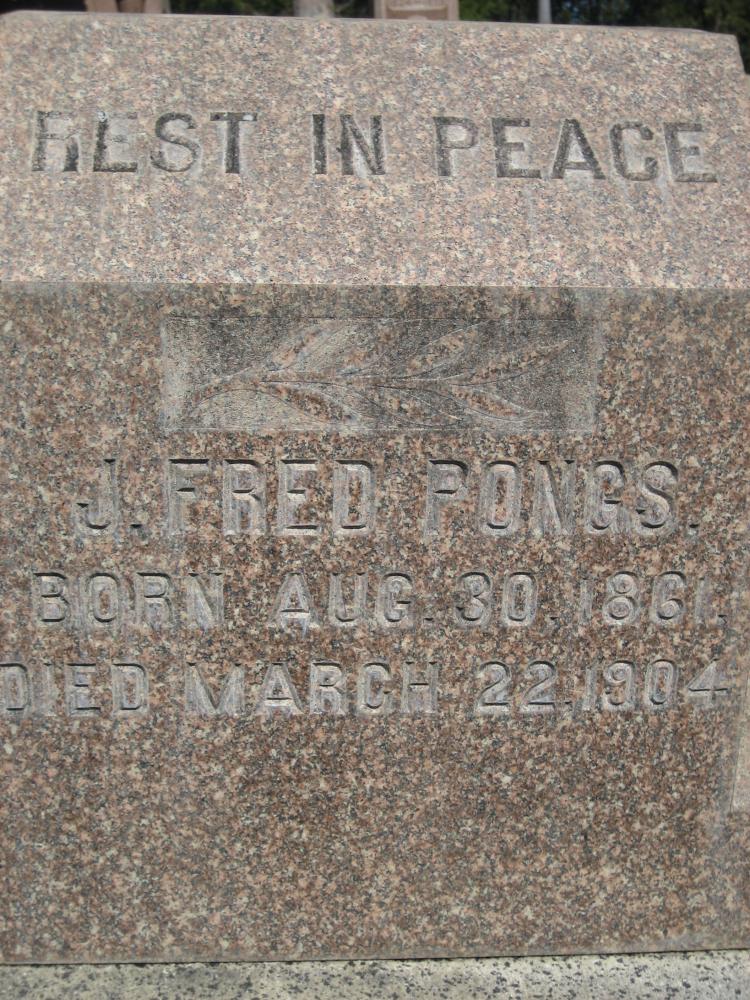 REST IN PEACE
J. FRED PONGS.
BORN AUG. 30, 1861.
DIED MARCH 22, 1904